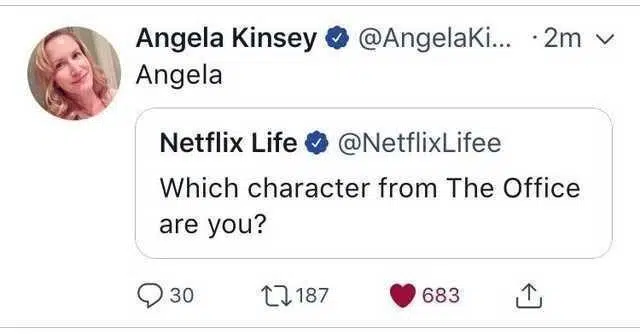 Angela Kinsey @AngelaKi... · 2m
Angela
Netflix Life @NetflixLifee
Which character from The Office
are you?
30 187 683